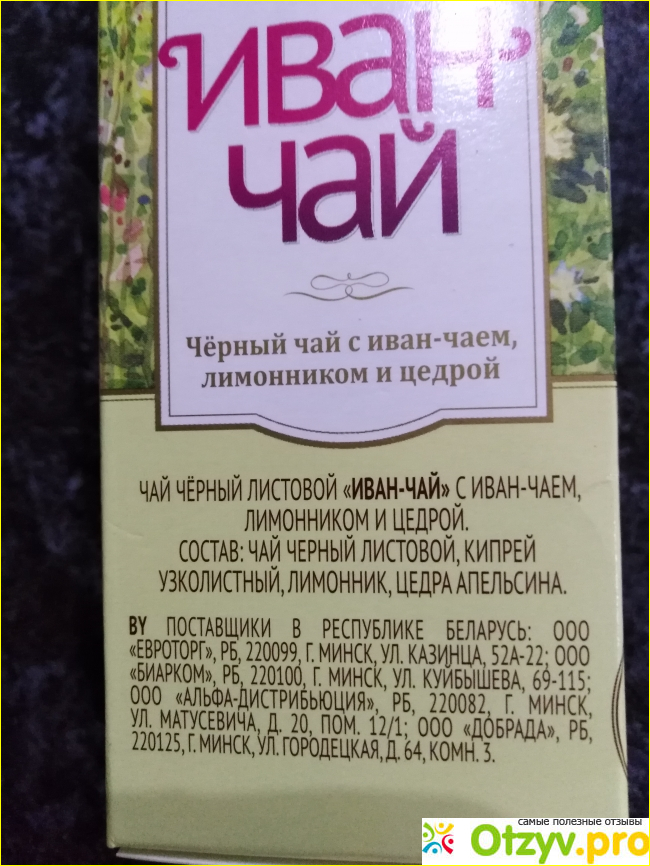 ИВАН
ЧАЙ
Чёрный чай с иван-чаем,
лимонником и цедрой
ЧАЙ ЧЁРНЫЙ ЛИСТОВОЙ «ИВАН-ЧАЙ» С ИВАН-ЧАЕМ,
ЛИМОННИКОМ И ЦЕДРОЙ.
СОСТАВ: ЧАЙ ЧЕРНЫЙ ЛИСТОВОЙ, КИПРЕЙ
УЗКОЛИСТНЫЙ, ЛИМОННИК, ЦЕДРА АПЕЛЬСИНА.
BY ПОСТАВЩИКИ В РЕСПУБЛИКЕ БЕЛАРУСЬ: ООО
«ЕВРОТОРГ», РБ, 220099, Г. МИНСК, УЛ. КАЗИНЦА, 52А-22; ООО
«БИАРКОМ», РБ, 220100, Г. МИНСК, УЛ. КУЙБЫШЕВА, 69-115;
ООО «АЛЬФА-ДИСТРИБЬЮЦИЯ», РБ, 220082, Г. МИНСК,
УЛ. МАТУСЕВИЧА, Д. 20, ПОМ. 12/1; ООО «ДОБРАДА», РБ,
220125, Г. МИНСК, УЛ. ГОРОДЕЦКАЯ, Д. 64, КОМН. 3.
самые полезные отзывы
Otzyv.pro